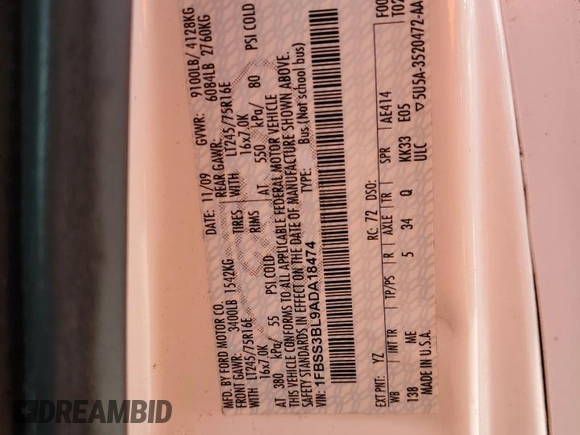 MFD. BY FORD MOTOR CO.
DATE: 11/09 GVWR: 9100LB/ 4128KG
FRONT GAWR: 3400LB 1542KG REAR GAWR: 6084LB 2760KG
WITH LT245/75R16E TIRES WITH LT245/75R16E
16x7.0K RIMS 16x7.0K
AT 380 kPa/ 55 PSI COLD AT 550 kPa/ 80 PSI COLD
THIS VEHICLE CONFORMS TO ALL APPLICABLE FEDERAL MOTOR VEHICLE
SAFETY STANDARDS IN EFFECT ON THE DATE OF MANUFACTURE SHOWN ABOVE.
VIN: 1FBSS3BL9ADA18474 TYPE: Bus (Not school bus)
EXT PNT: YZ RC: 72 DSO: FOO
WB INT TR TP/PS R AXLE TR SPR AE414 T02
138 ME 5 34 Q KK33 E05
MADE IN U.S.A. ULC
▽ 5U5A-3520472-AA
DREAMBID